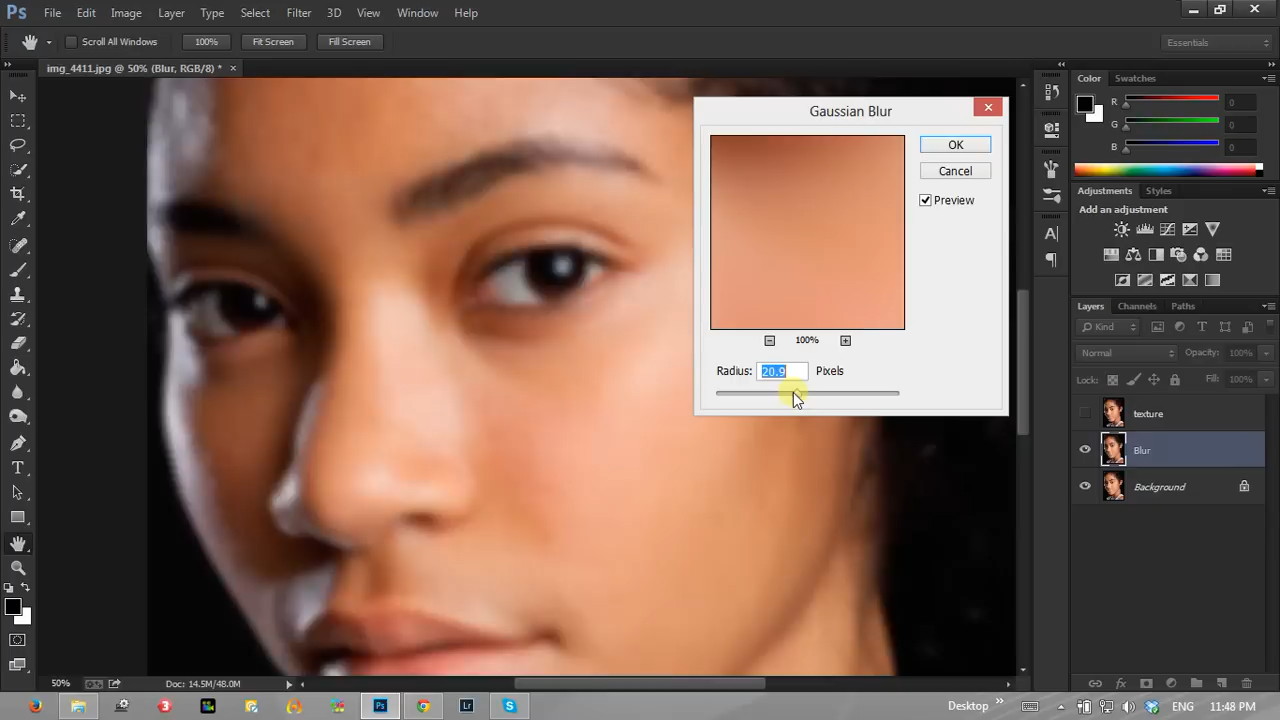 Ps File Edit Image Layer Type Select Filter 3D View Window Help
Scroll All Windows 100% Fit Screen Fill Screen Essentials
img_4411.jpg @ 50% (Blur, RGB/8) * ×
Gaussian Blur
OK
Cancel
Preview
100%
Radius: 20.9 Pixels
Color Swatches
R 0
G 0
B 0
Adjustments Styles
Add an adjustment
Layers Channels Paths
Kind
Normal Opacity: 100%
Lock: Fill: 100%
texture
Blur
Background
50% Doc: 14.5M/48.0M
3 Ps Lr Desktop ENG 11:48 PM